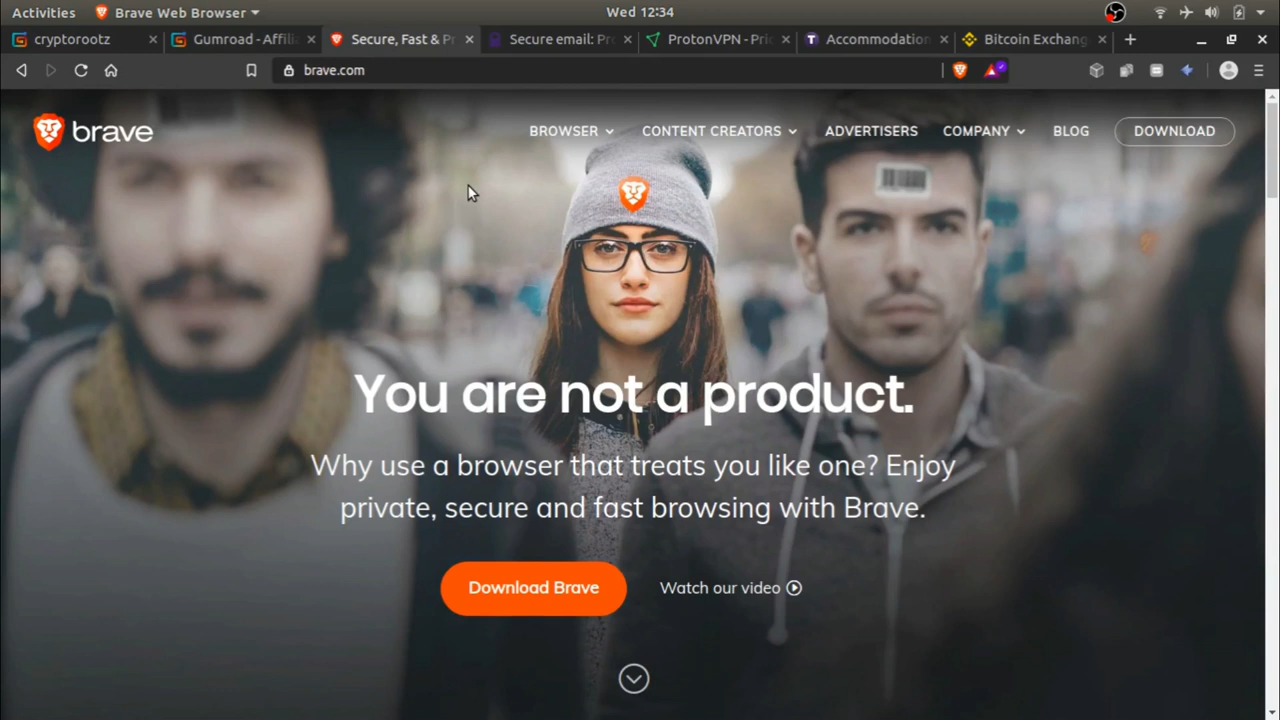 Activities Brave Web Browser Wed 12:34
cryptorootz Gumroad - Affilia Secure, Fast & Pr Secure email: Pro ProtonVPN - Pric Accommodation Bitcoin Exchang
brave.com
brave BROWSER CONTENT CREATORS ADVERTISERS COMPANY BLOG DOWNLOAD
You are not a product.
Why use a browser that treats you like one? Enjoy
private, secure and fast browsing with Brave.
Download Brave Watch our video